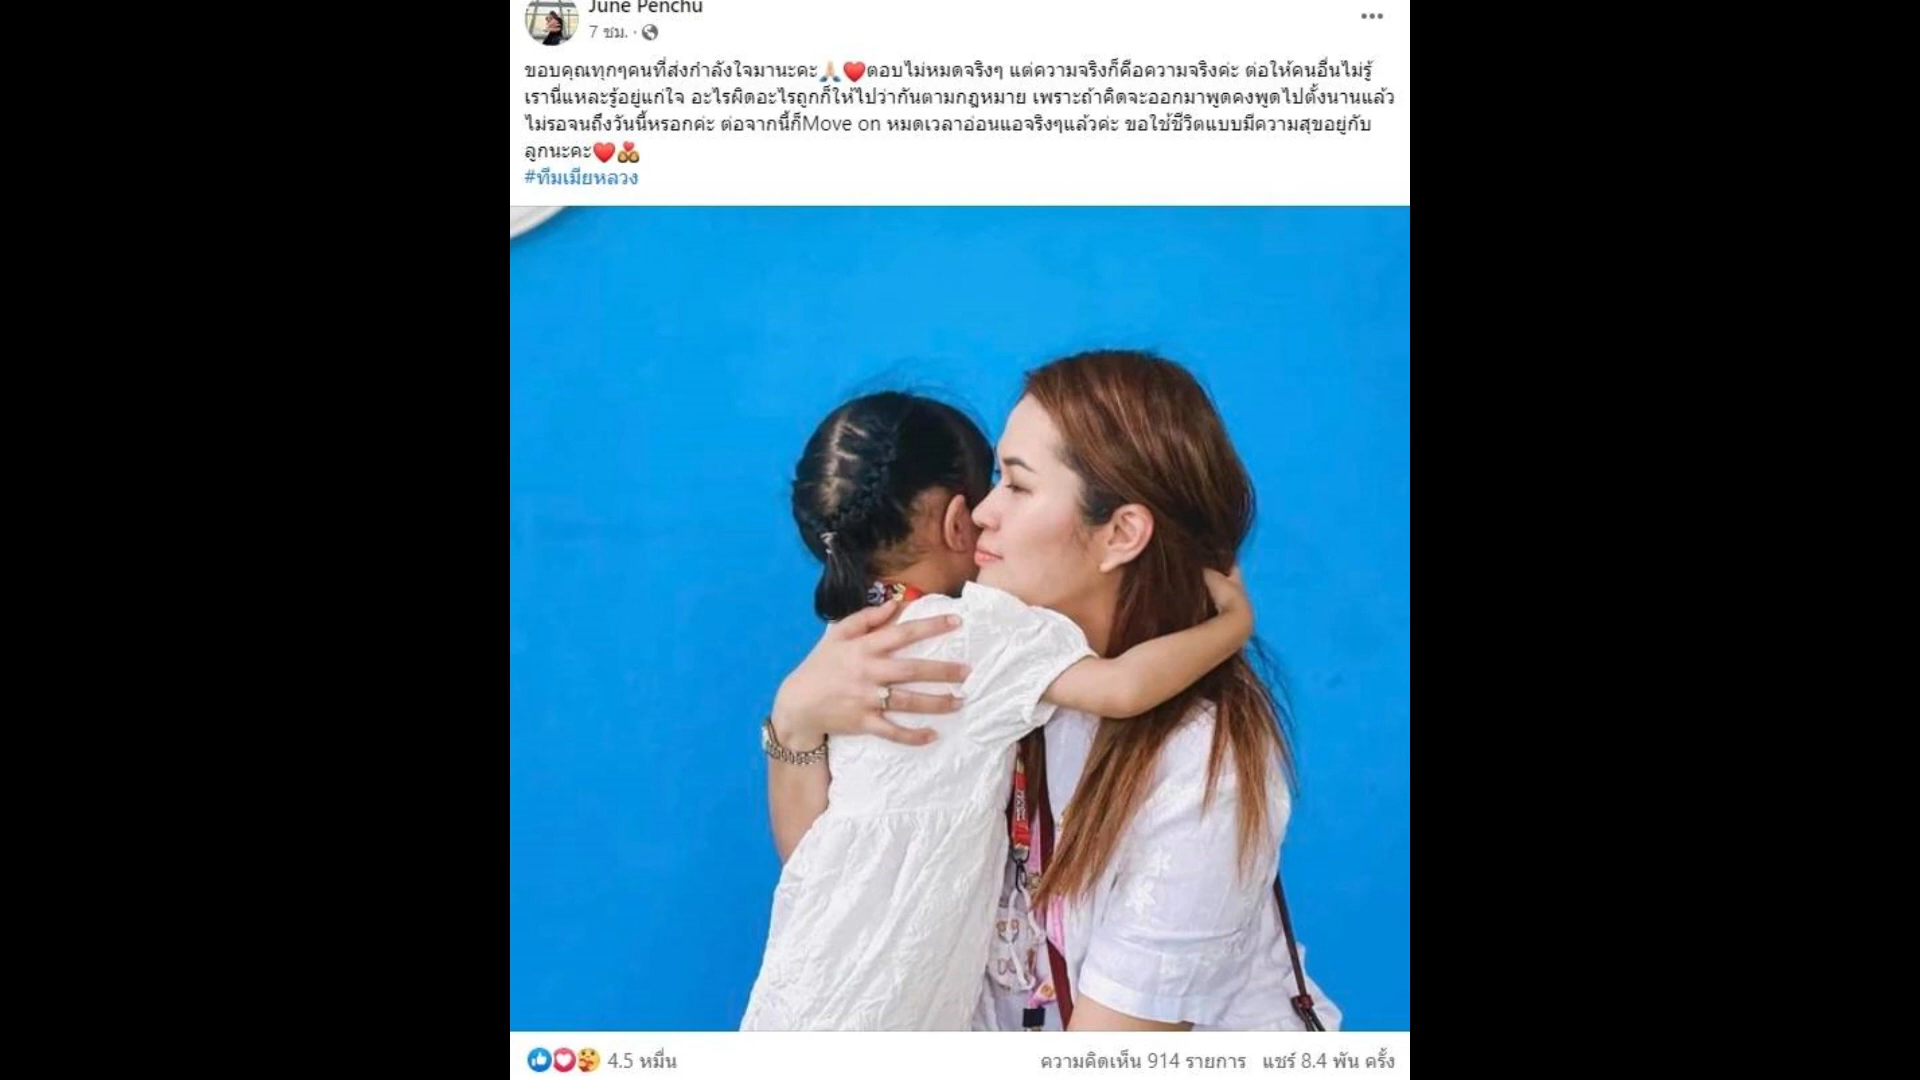 June Penchu
7 ชม. ·
ขอบคุณทุกๆคนที่ส่งกำลังใจมานะคะ🙏🏻❤️ตอบไม่หมดจริงๆ แต่ความจริงก็คือความจริงค่ะ ต่อให้คนอื่นไม่รู้
เรานี่แหละรู้อยู่แก่ใจ อะไรผิดอะไรถูกก็ให้ไปว่ากันตามกฎหมาย เพราะถ้าคิดจะออกมาพูดคงพูดไปตั้งนานแล้ว
ไม่รอจนถึงวันนี้หรอกค่ะ ต่อจากนี้ก็Move on หมดเวลาอ่อนแอจริงๆแล้วค่ะ ขอใช้ชีวิตแบบมีความสุขอยู่กับ
ลูกนะคะ❤️👩‍❤️‍👩
#ทีมเมียหลวง
4.5 หมื่น
ความคิดเห็น 914 รายการ แชร์ 8.4 พัน ครั้ง